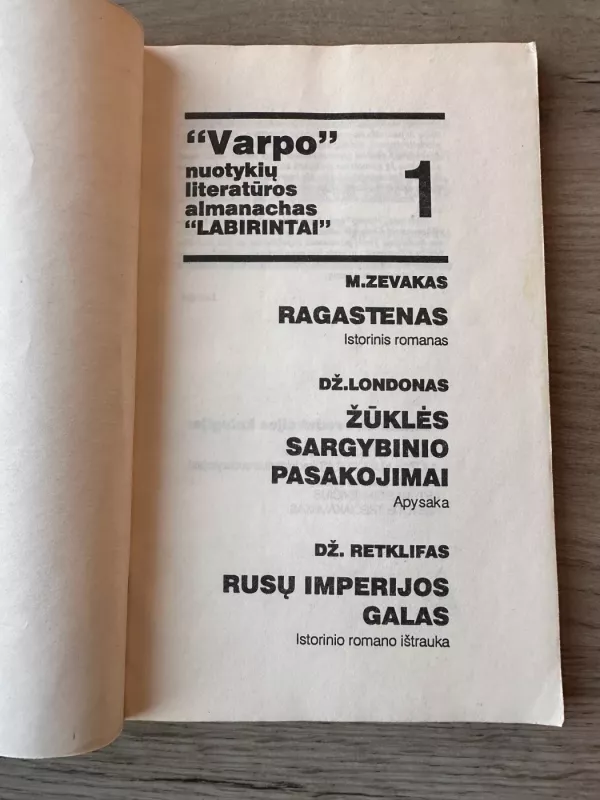 “Varpo”
nuotykių
literatūros
almanachas
“LABIRINTAI”
1
M.ZEVAKAS
RAGASTENAS
Istorinis romanas
DŽ.LONDONAS
ŽŪKLĖS
SARGYBINIO
PASAKOJIMAI
Apysaka
DŽ. RETKLIFAS
RUSŲ IMPERIJOS
GALAS
Istorinio romano ištrauka